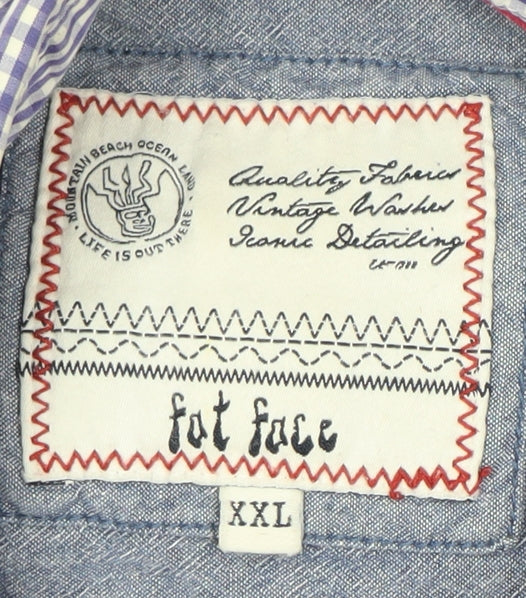 MOUNTAIN BEACH OCEAN LAND
· LIFE IS OUT THERE ·
Quality Fabrics
Vintage Washes
Iconic Detailing
fat face
XXL